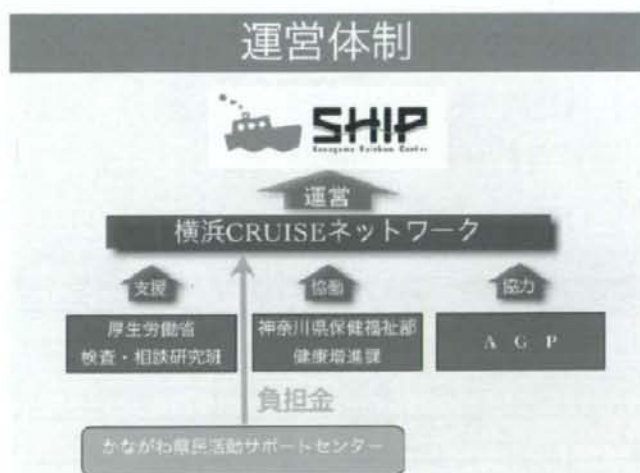 運営体制
SHIP
Kanagawa Rainbow Center
運営
横浜CRUISEネットワーク
支援
協働
協力
厚生労働省
検査・相談研究班
神奈川県保健福祉部
健康増進課
A G P
負担金
かながわ県民活動サポートセンター